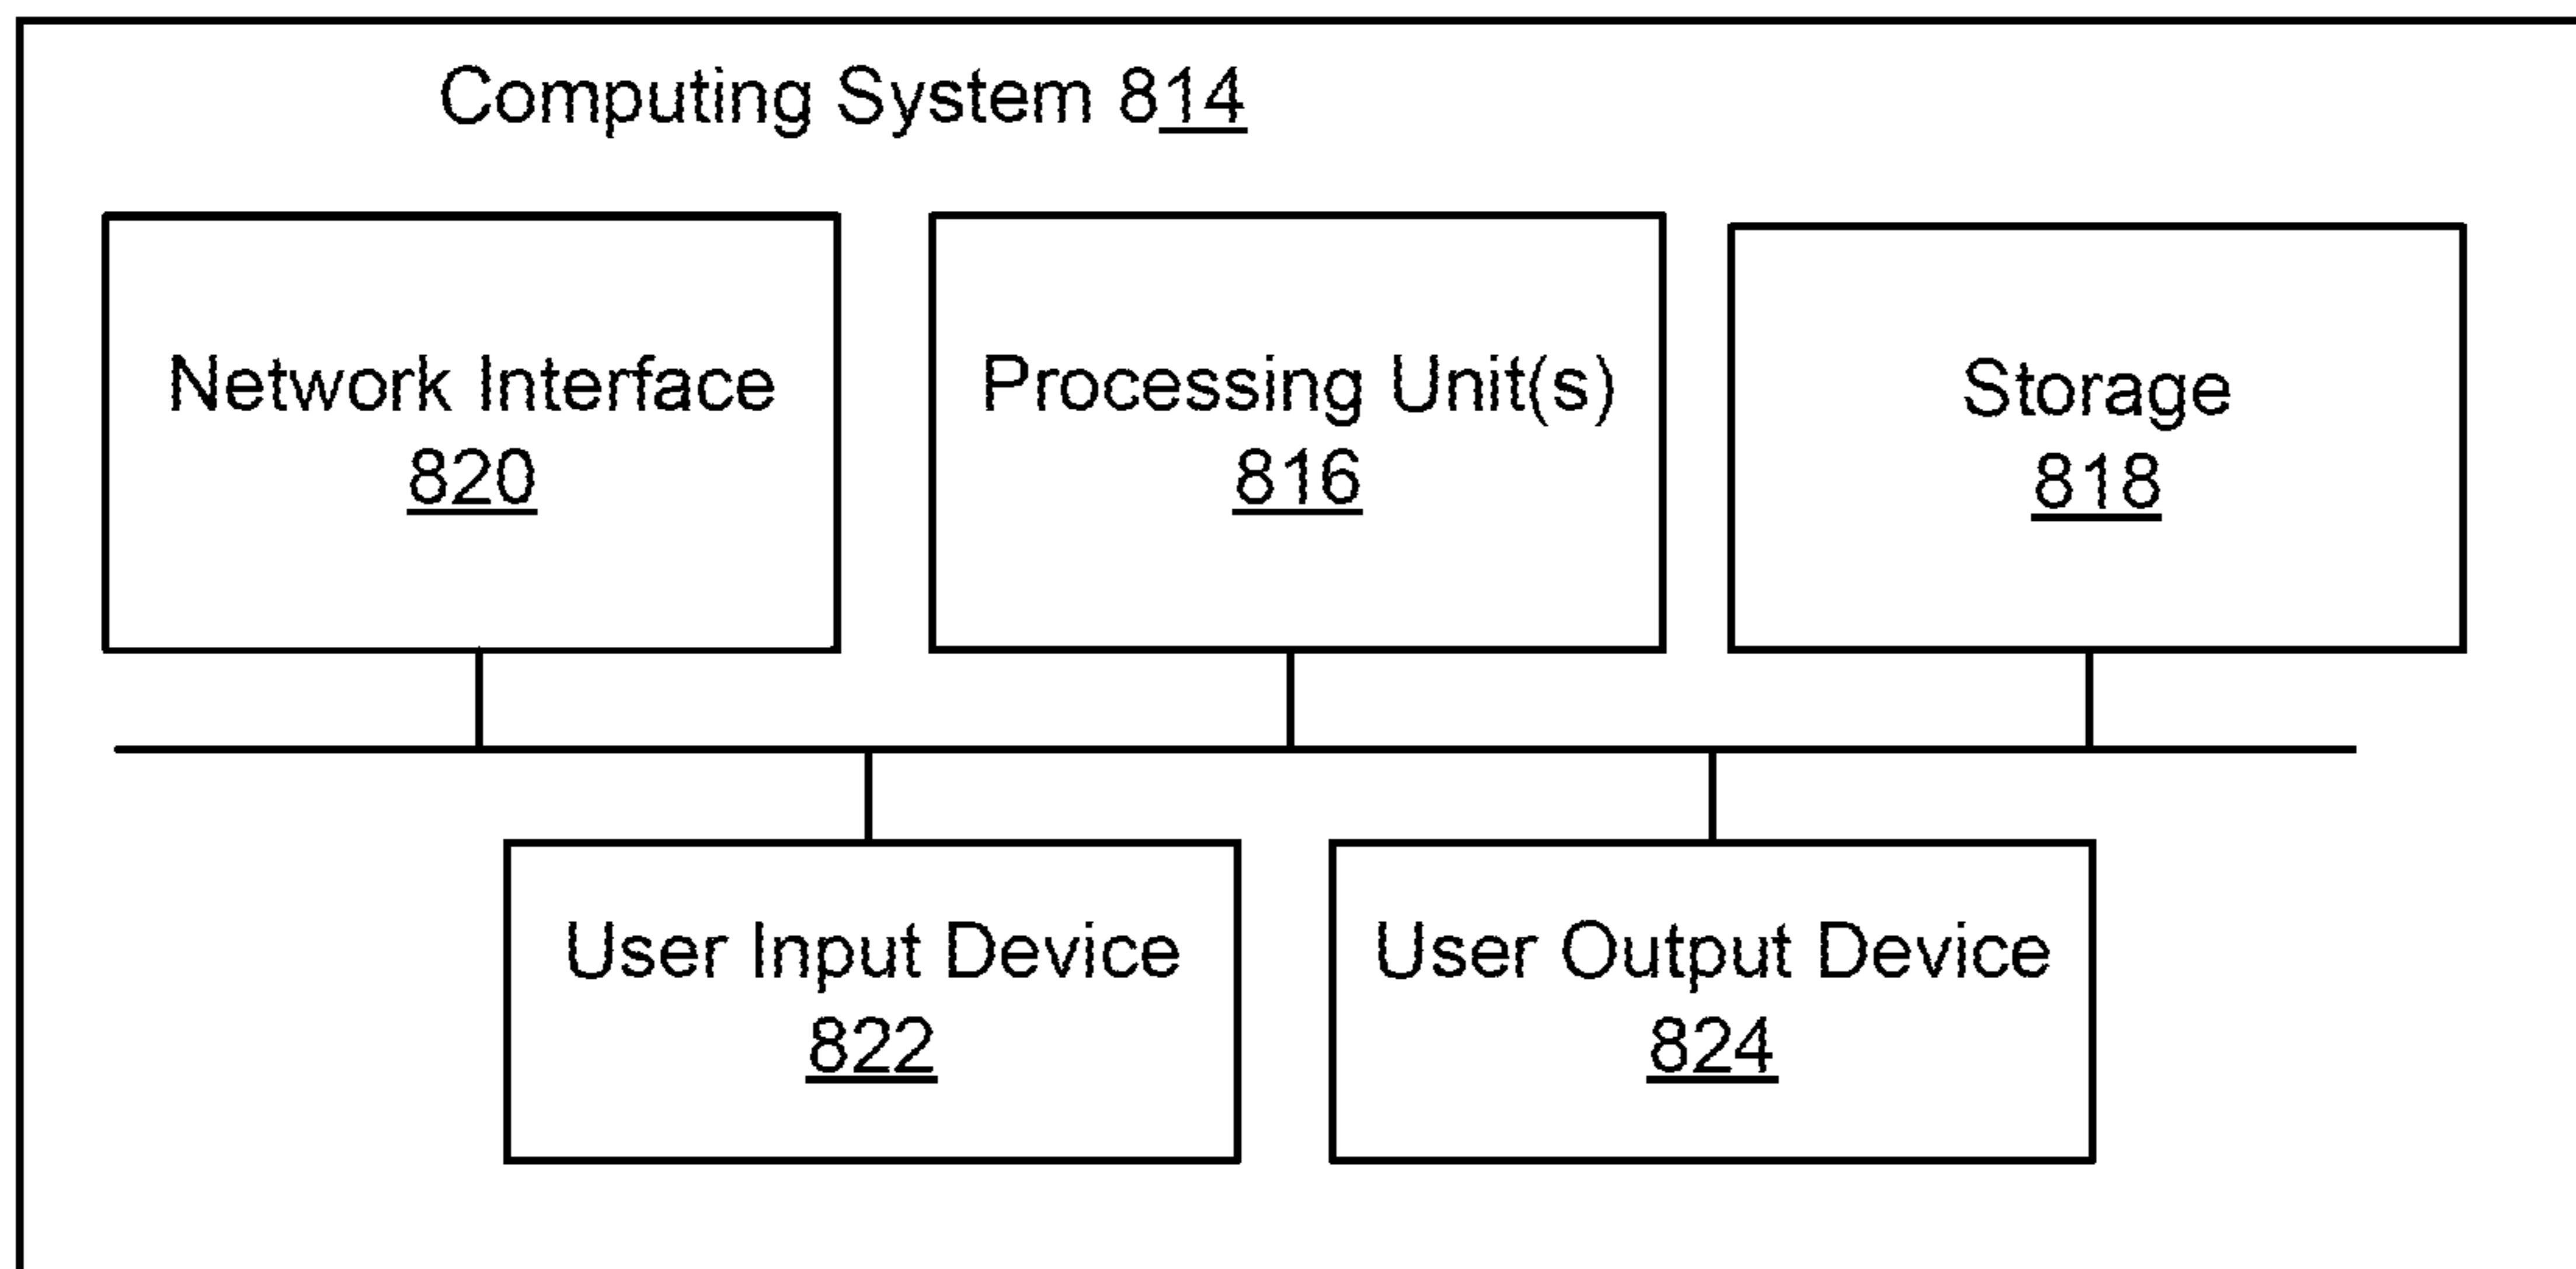 Computing System 814
Network Interface
820
Processing Unit(s)
816
Storage
818
User Input Device
822
User Output Device
824